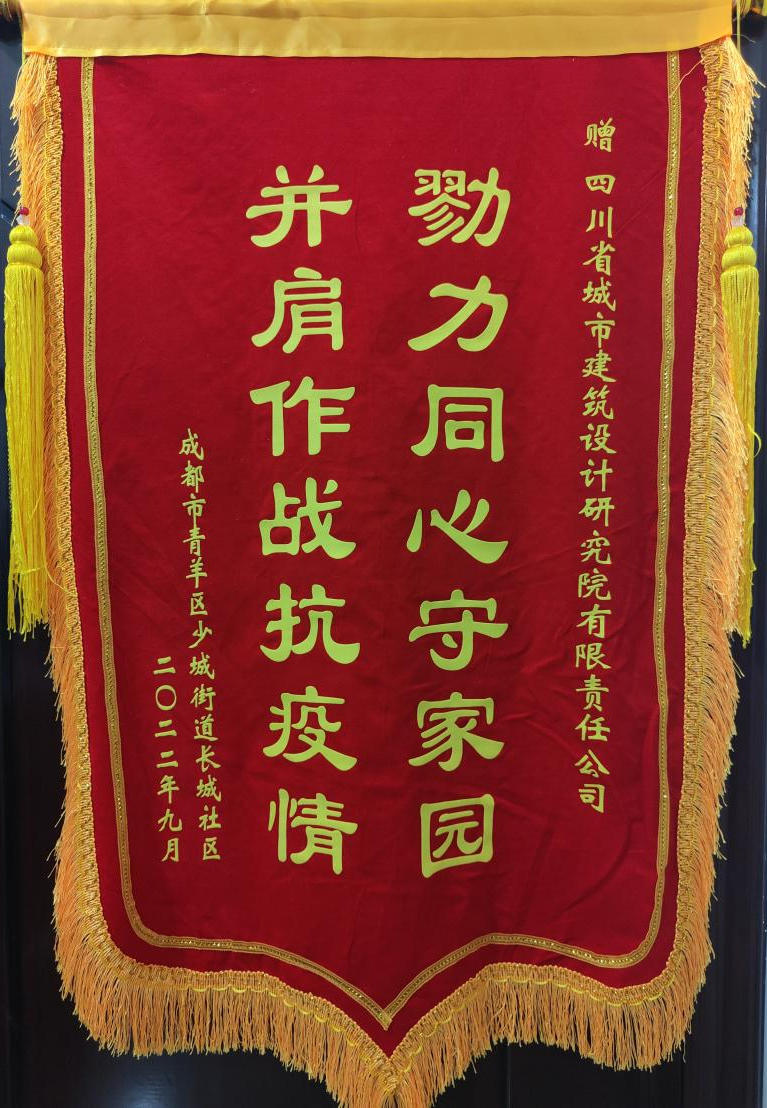 赠 四川省城市建筑设计研究院有限责任公司
勠力同心守家园
并肩作战抗疫情
成都市青羊区少城街道长城社区
二〇二二年九月